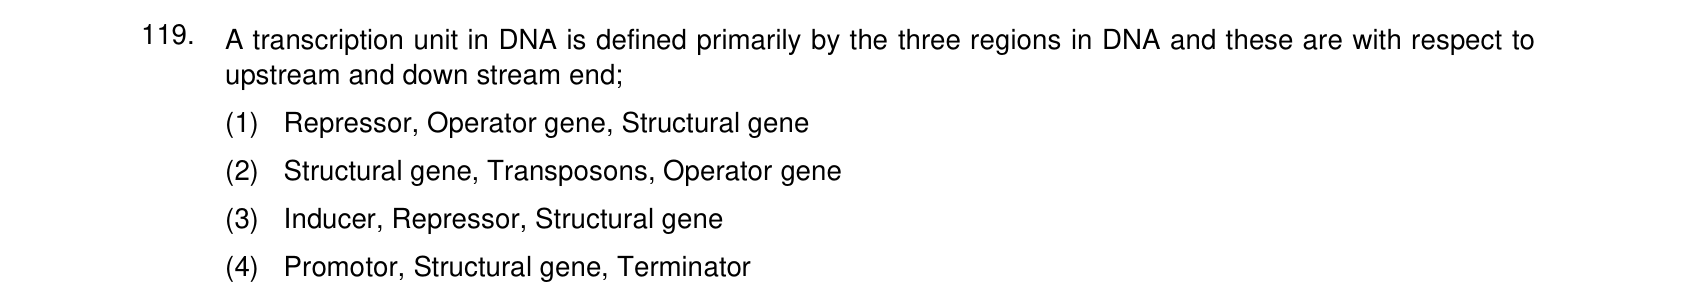 119. A transcription unit in DNA is defined primarily by the three regions in DNA and these are with respect to
upstream and down stream end;
(1) Repressor, Operator gene, Structural gene
(2) Structural gene, Transposons, Operator gene
(3) Inducer, Repressor, Structural gene
(4) Promotor, Structural gene, Terminator